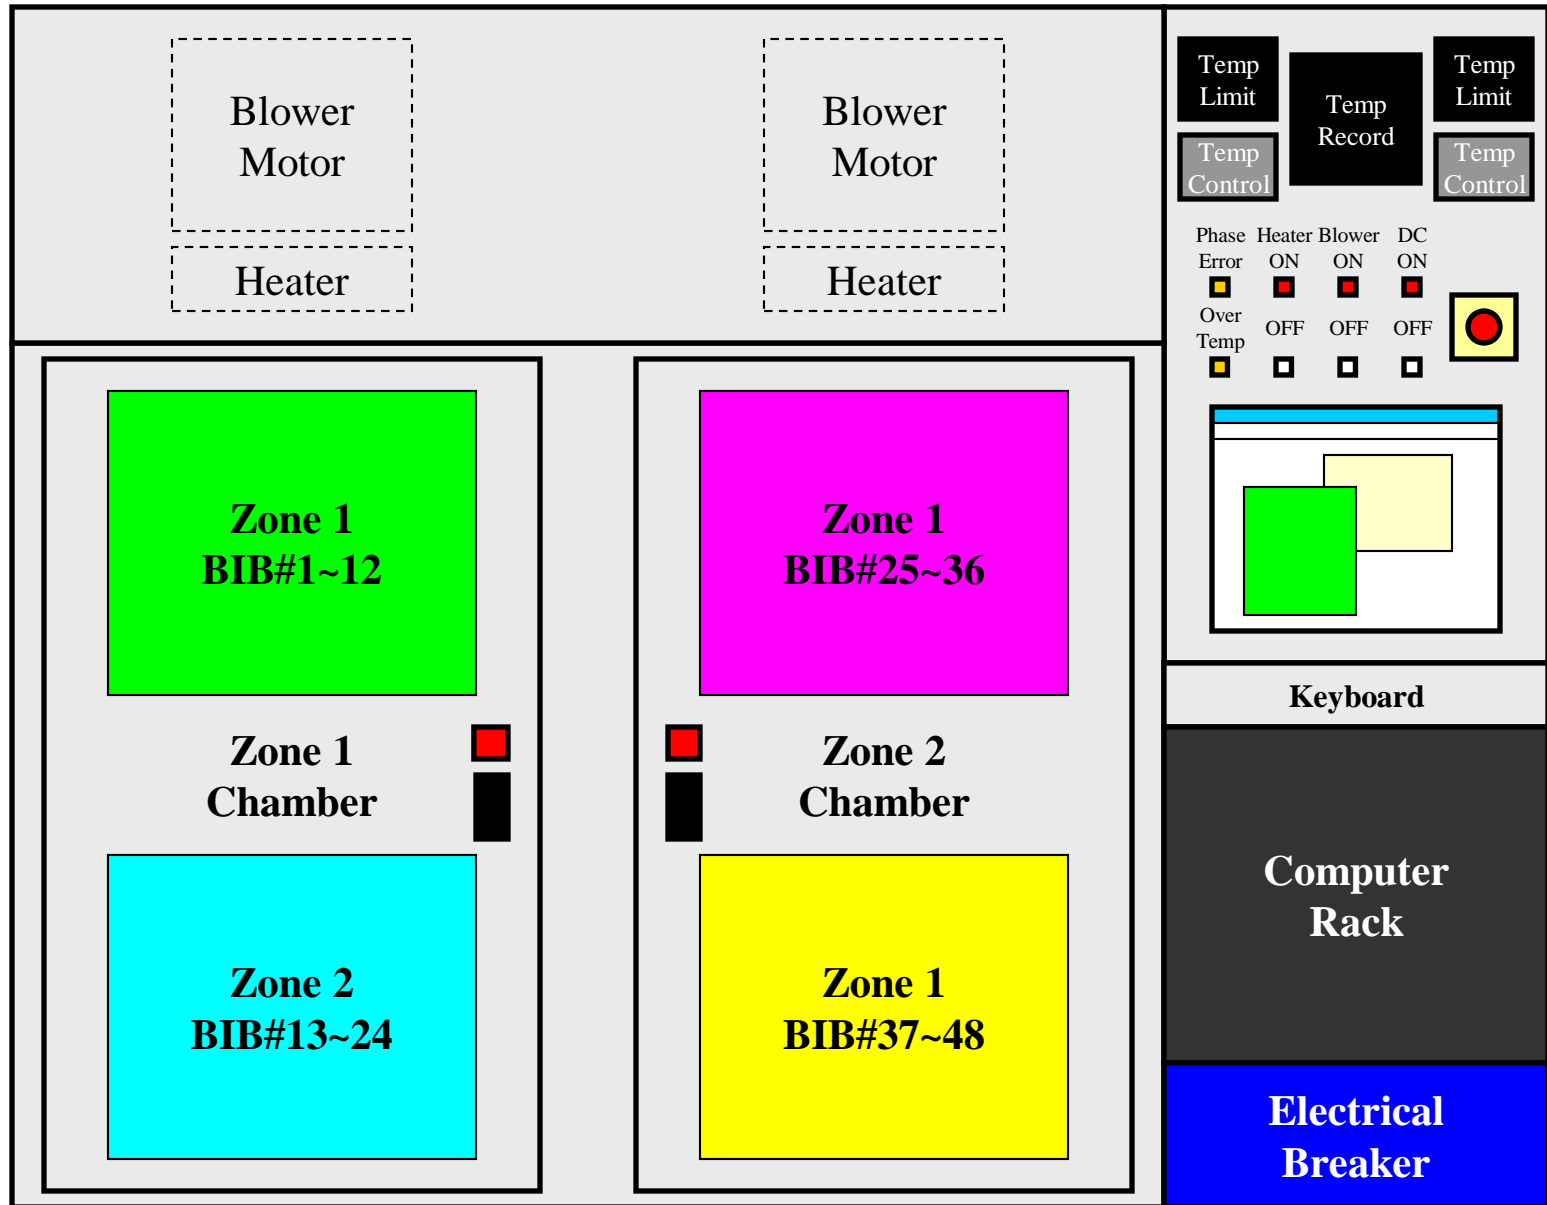 Blower
Motor
Heater
Blower
Motor
Heater
Zone 1
BIB#1~12
Zone 1
Chamber
Zone 2
BIB#13~24
Zone 1
BIB#25~36
Zone 2
Chamber
Zone 1
BIB#37~48
Temp
Limit
Temp
Record
Temp
Limit
Temp
Control
Temp
Control
Phase Heater Blower DC
Error ON ON ON
Over
Temp
OFF OFF OFF
Keyboard
Computer
Rack
Electrical
Breaker